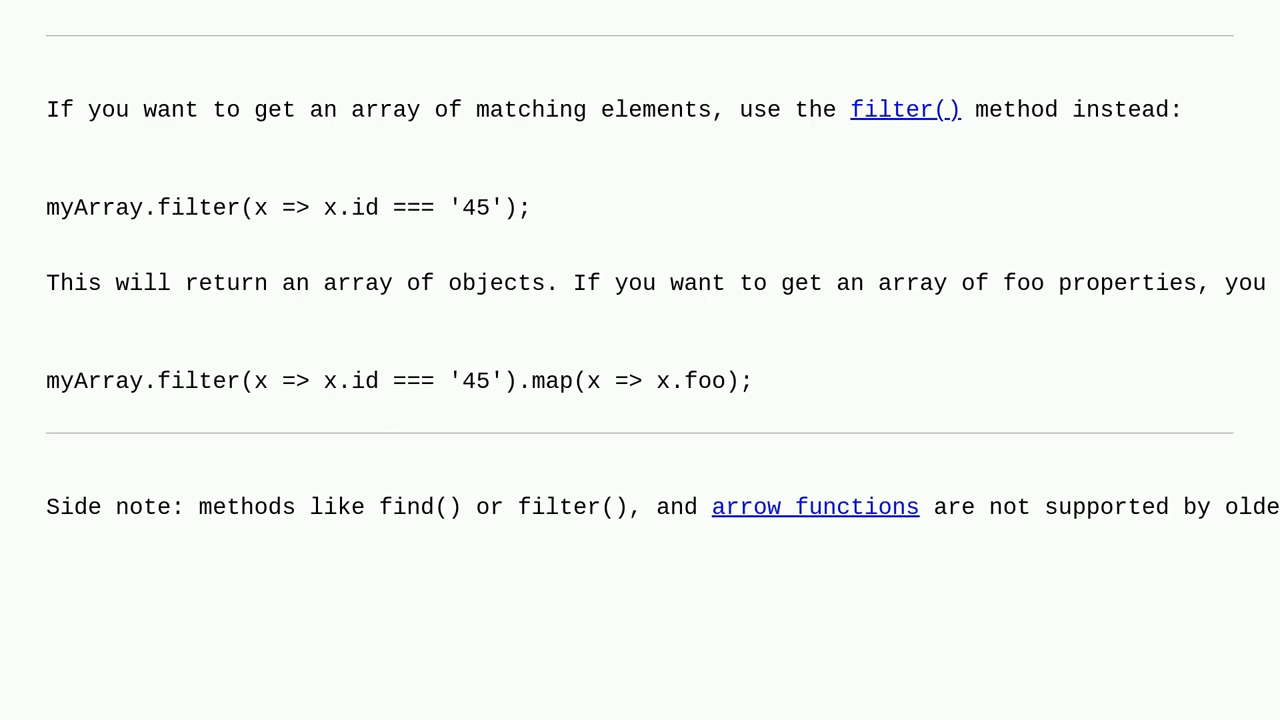 If you want to get an array of matching elements, use the filter() method instead:
myArray.filter(x => x.id === '45');
This will return an array of objects. If you want to get an array of foo properties, you
myArray.filter(x => x.id === '45').map(x => x.foo);
Side note: methods like find() or filter(), and arrow functions are not supported by olde